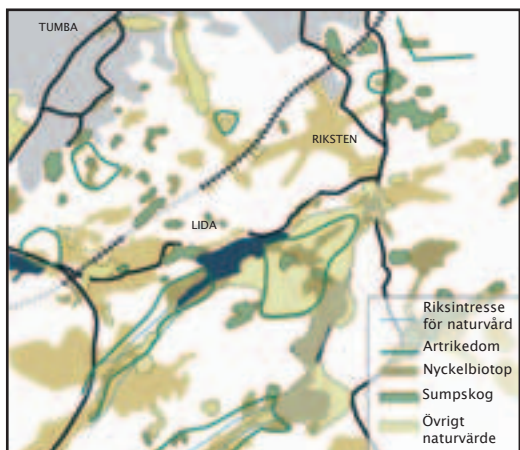 TUMBA
RIKSTEN
LIDA
Riksintresse
för naturvård
Artrikedom
Nyckelbiotop
Sumpskog
Övrigt
naturvärde